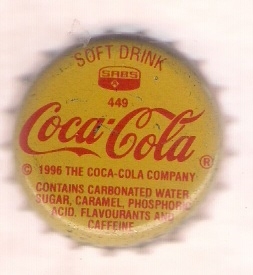 SOFT DRINK
SABS
449
Coca-Cola ®
© 1996 THE COCA-COLA COMPANY
CONTAINS CARBONATED WATER
SUGAR, CARAMEL, PHOSPHORIC
ACID, FLAVOURANTS AND
CAFFEINE